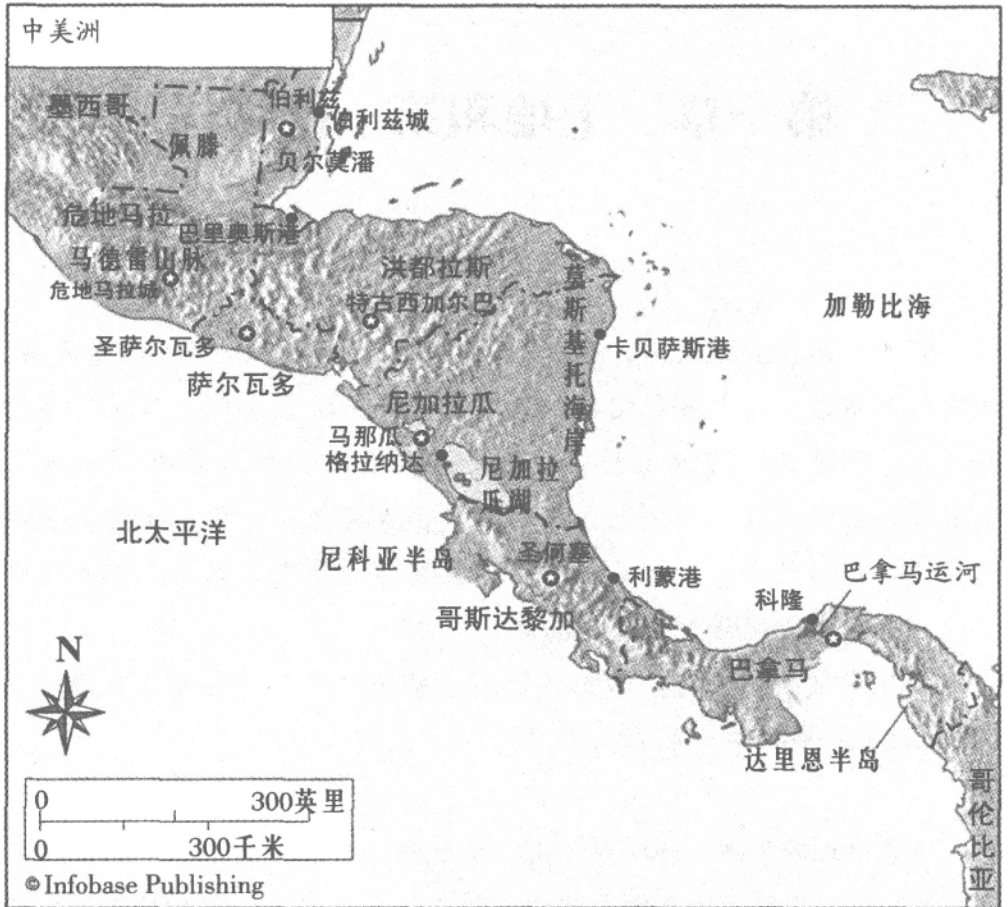 中美洲
墨西哥
伯利兹
伯利兹城
佩滕
贝尔莫潘
危地马拉
巴里奥斯港
马德雷山脉
洪都拉斯
危地马拉城
特古西加尔巴
莫斯基托海岸
加勒比海
圣萨尔瓦多
卡贝萨斯港
萨尔瓦多
尼加拉瓜
马那瓜
格拉纳达
尼加拉
瓜湖
北太平洋
尼科亚半岛
圣何塞
利蒙港
巴拿马运河
科隆
哥斯达黎加
N
巴拿马
达里恩半岛
哥伦比亚
0 300英里
0 300千米
© Infobase Publishing